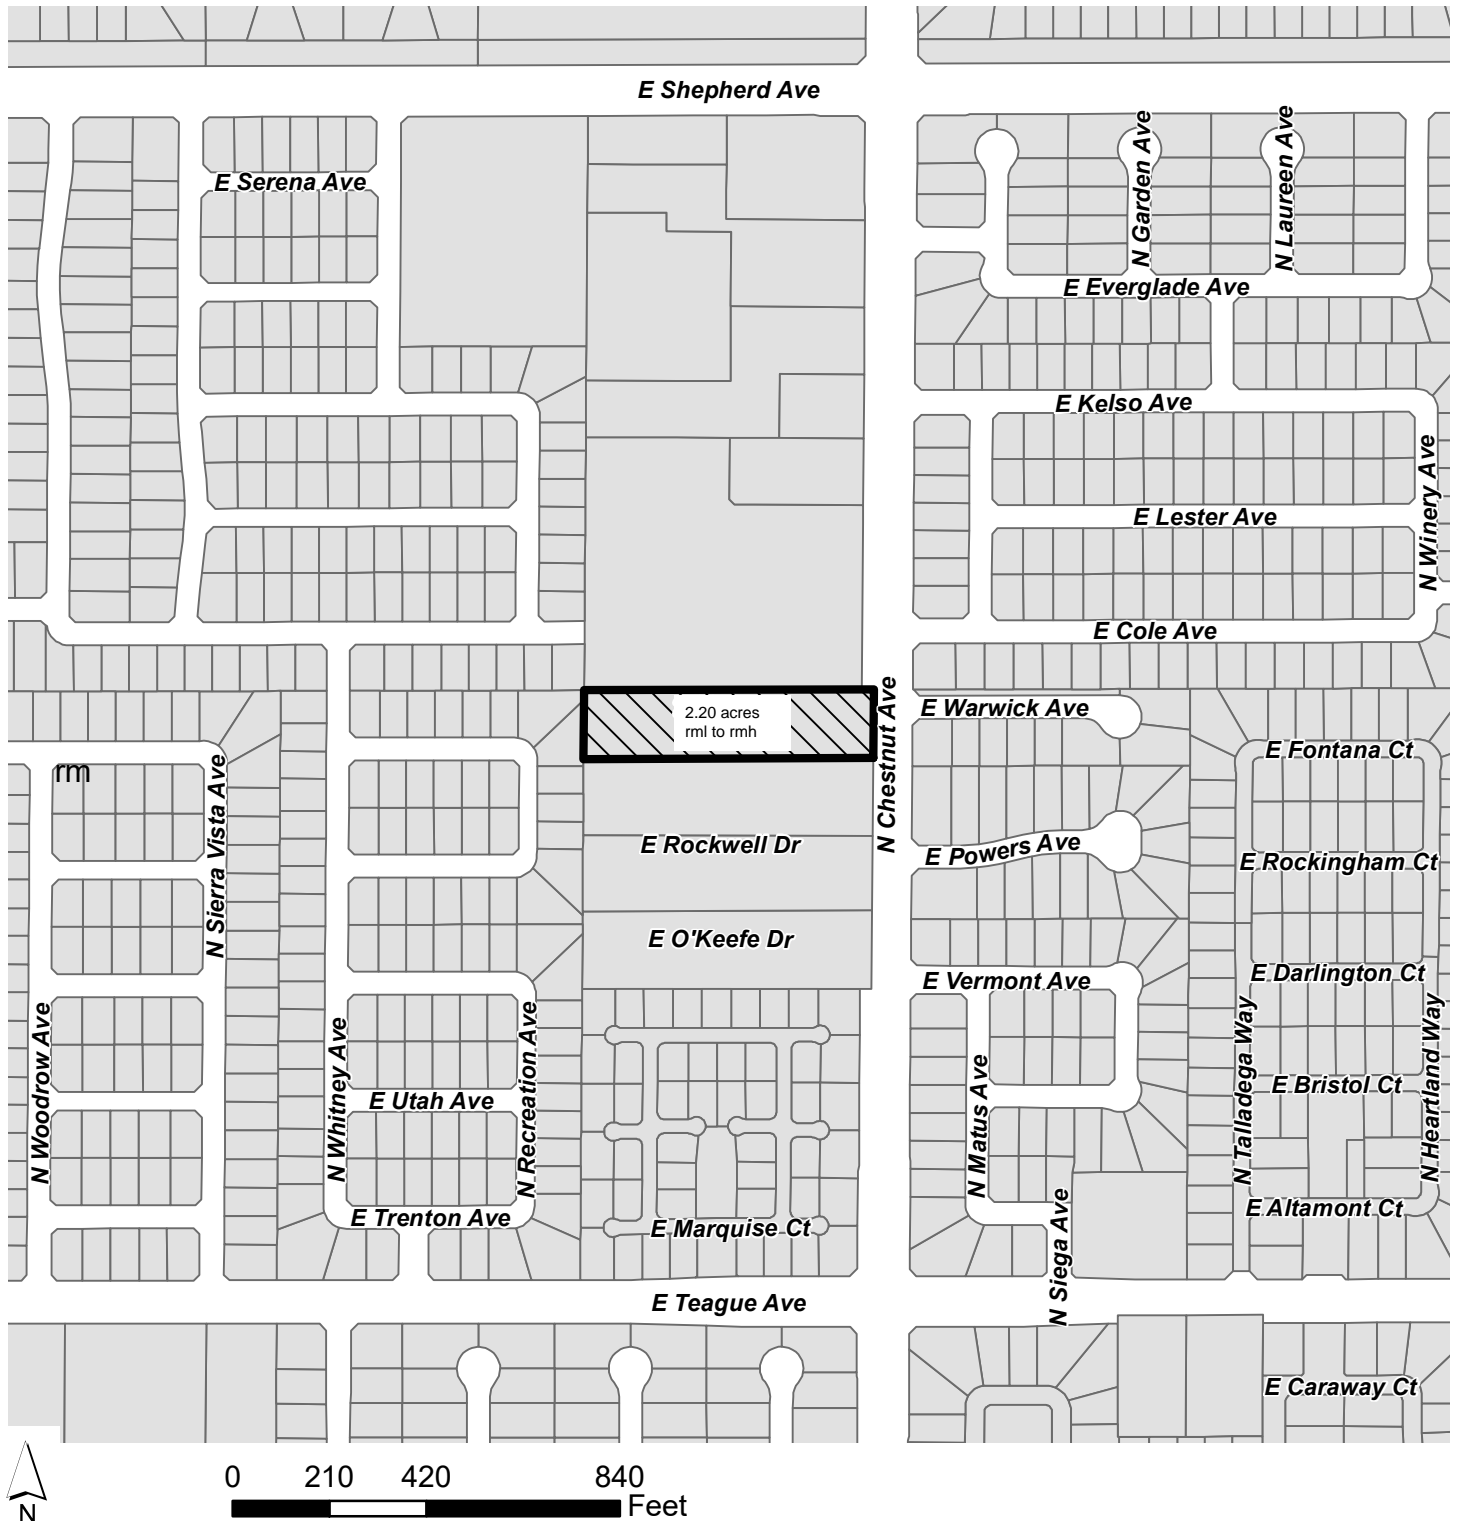 E Shepherd Ave
E Serena Ave
N Garden Ave
N Laureen Ave
E Everglade Ave
E Kelso Ave
N Winery Ave
E Lester Ave
E Cole Ave
E Warwick Ave
N Chestnut Ave
2.20 acres
rml to rmh
E Fontana Ct
rm
N Sierra Vista Ave
E Rockwell Dr
E Powers Ave
E Rockingham Ct
E O'Keefe Dr
E Vermont Ave
E Darlington Ct
N Woodrow Ave
N Whitney Ave
N Recreation Ave
N Matus Ave
N Talladega Way
N Heartland Way
E Utah Ave
E Bristol Ct
E Trenton Ave
E Marquise Ct
N Siega Ave
E Altamont Ct
E Teague Ave
E Caraway Ct
N
0 210 420 840
Feet